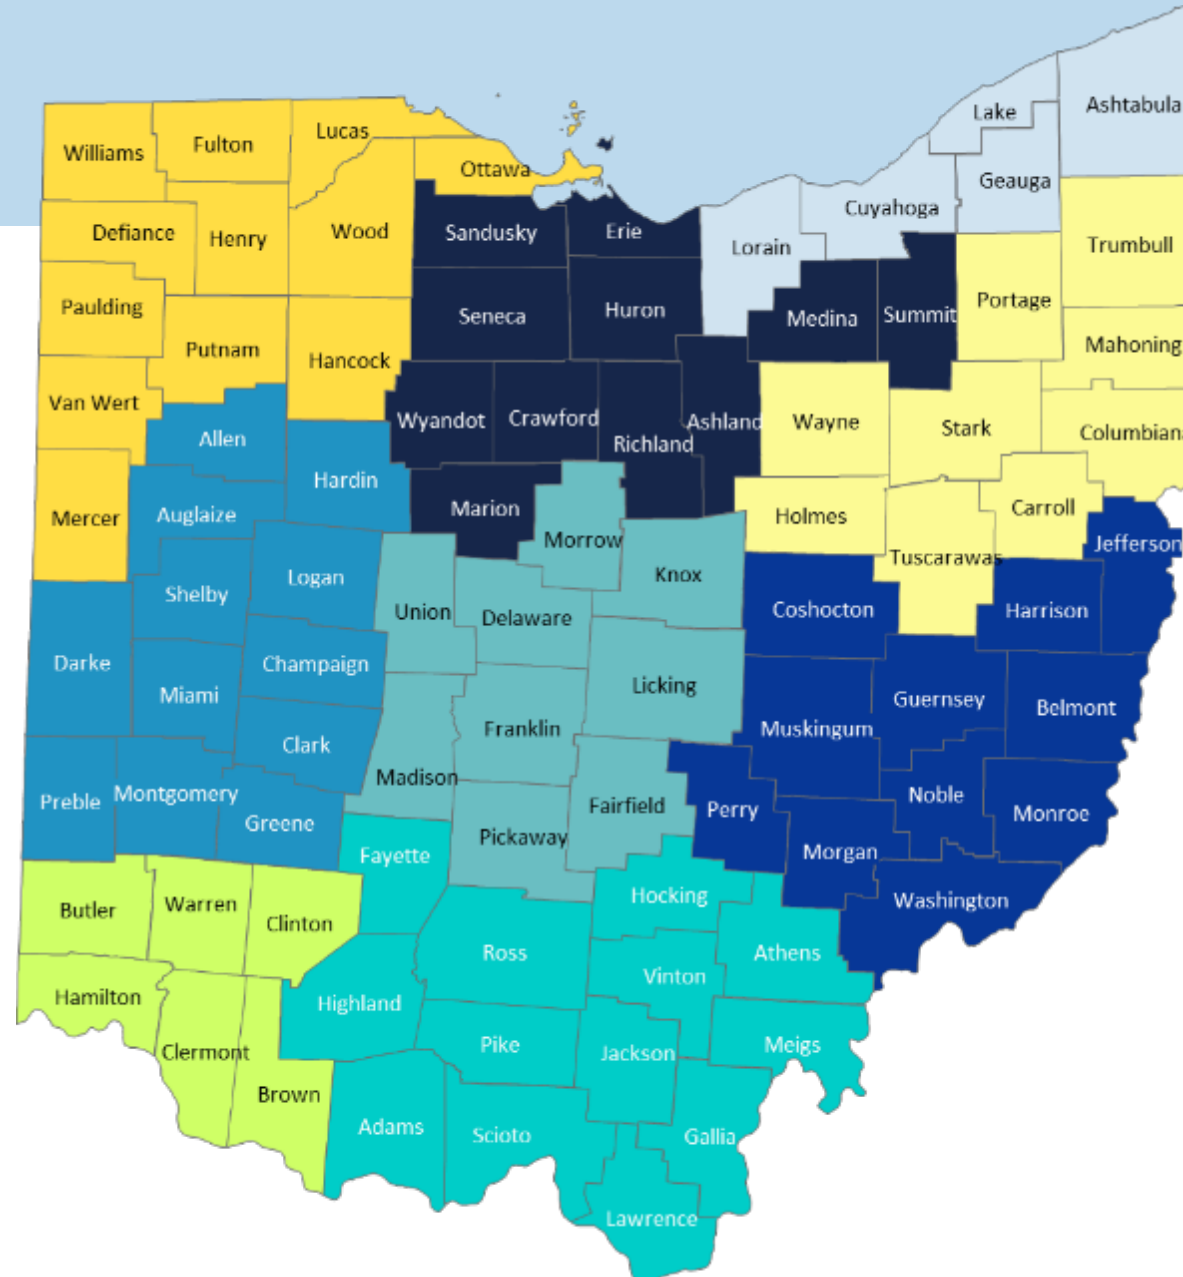 Lake
Ashtabula
Lucas
Fulton
Williams
Ottawa
Geauga
Cuyahoga
Defiance
Henry
Wood
Sandusky
Erie
Lorain
Trumbull
Paulding
Seneca
Huron
Medina
Summit
Portage
Putnam
Hancock
Mahoning
Van Wert
Allen
Wyandot
Crawford
Richland
Ashland
Wayne
Stark
Columbiana
Hardin
Mercer
Auglaize
Marion
Morrow
Holmes
Carroll
Tuscarawas
Jefferson
Shelby
Logan
Union
Delaware
Knox
Coshocton
Harrison
Darke
Miami
Champaign
Licking
Guernsey
Belmont
Clark
Franklin
Muskingum
Madison
Preble
Montgomery
Greene
Fairfield
Perry
Noble
Monroe
Pickaway
Fayette
Morgan
Butler
Warren
Clinton
Hocking
Washington
Ross
Vinton
Athens
Hamilton
Highland
Clermont
Pike
Jackson
Meigs
Brown
Adams
Scioto
Gallia
Lawrence